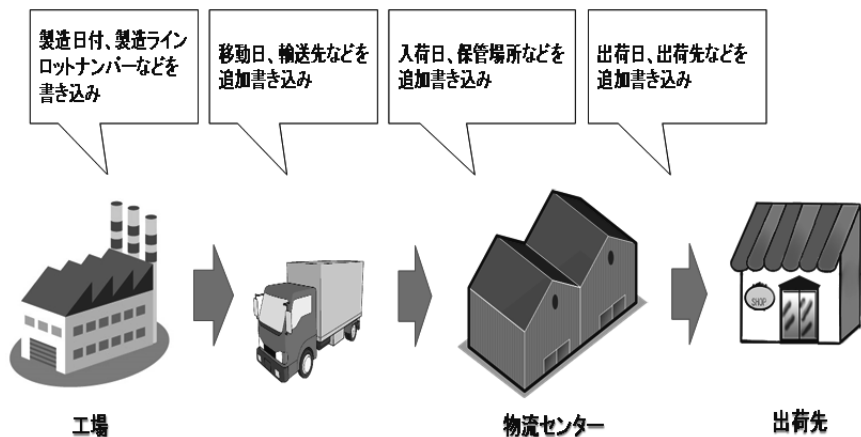 製造日付、製造ライン
ロットナンバーなどを
書き込み
移動日、輸送先などを
追加書き込み
入荷日、保管場所などを
追加書き込み
出荷日、出荷先などを
追加書き込み
SHOP
工場
物流センター
出荷先